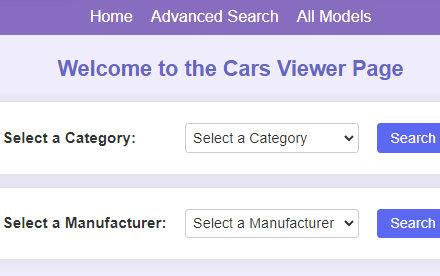 Home Advanced Search All Models
Welcome to the Cars Viewer Page
Select a Category: Select a Category Search
Select a Manufacturer: Select a Manufacturer Search